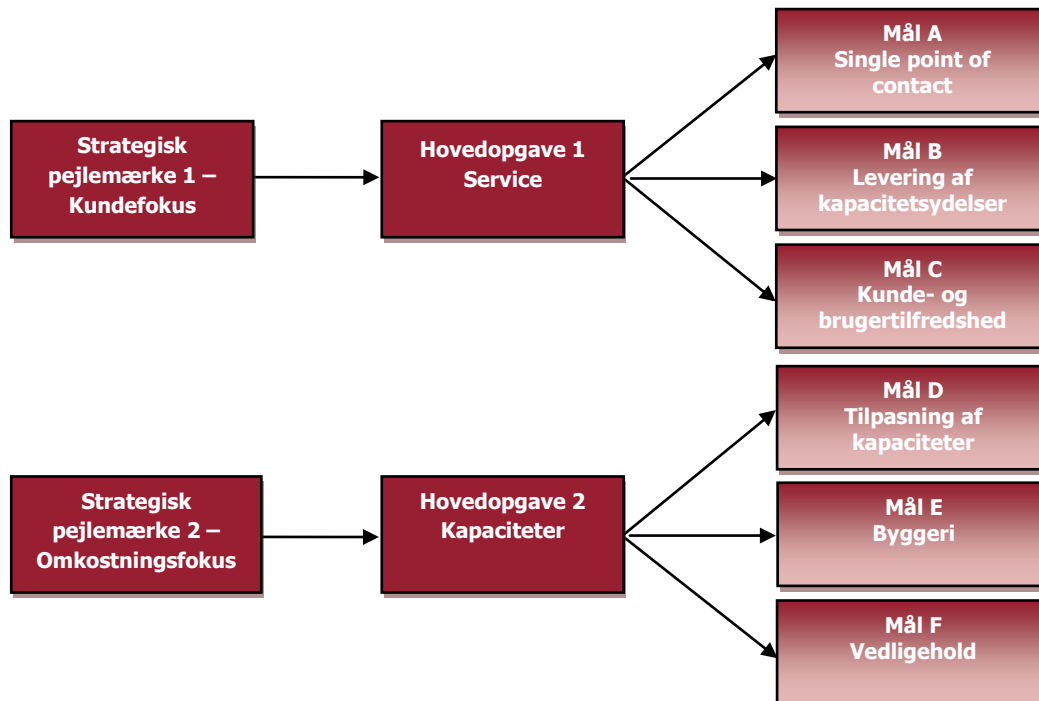 Strategisk
pejlemærke 1 –
Kundefokus
Hovedopgave 1
Service
Mål A
Single point of
contact
Mål B
Levering af
kapacitetsydelser
Mål C
Kunde- og
brugertilfredshed
Strategisk
pejlemærke 2 –
Omkostningsfokus
Hovedopgave 2
Kapaciteter
Mål D
Tilpasning af
kapaciteter
Mål E
Byggeri
Mål F
Vedligehold